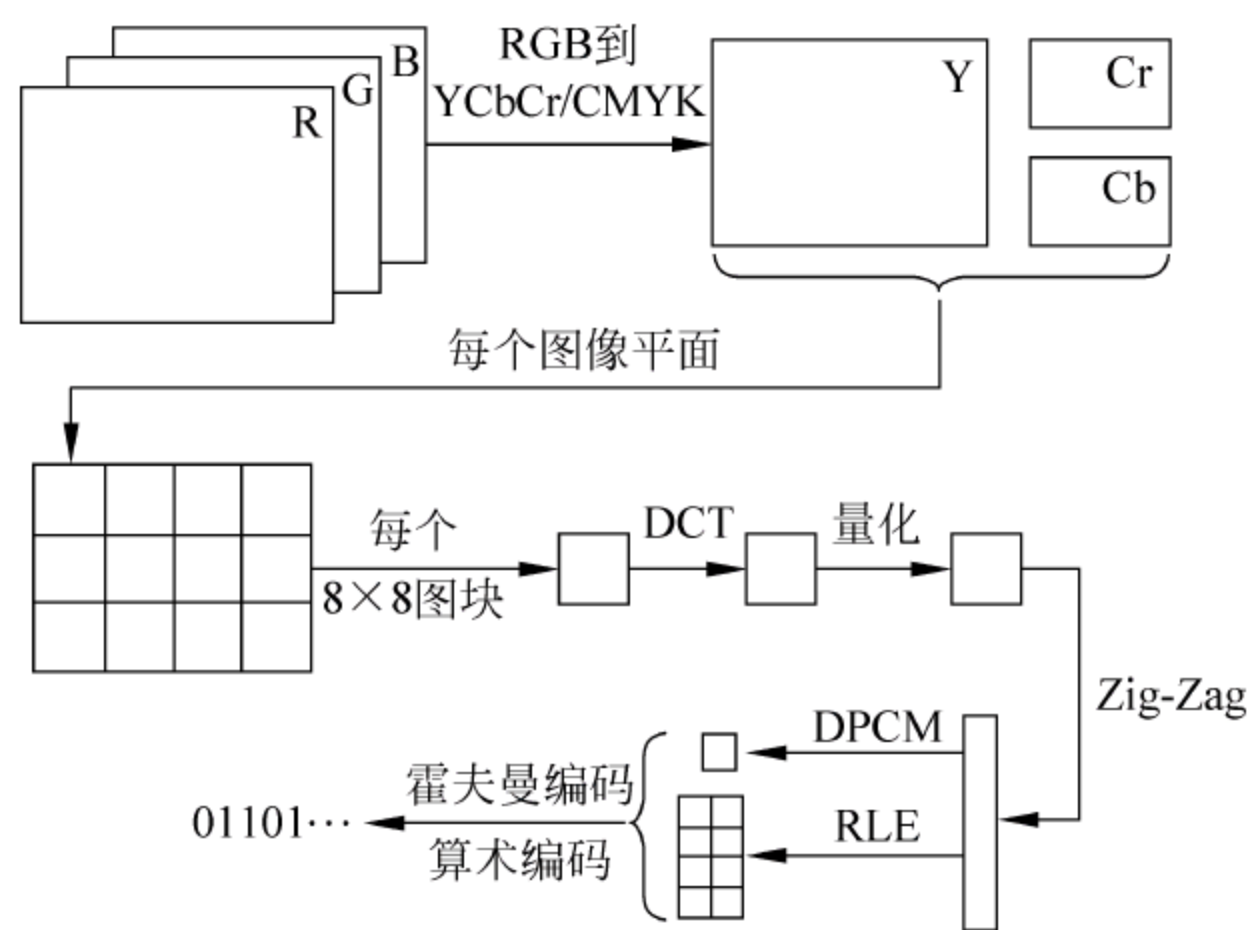 R
G
B
RGB到
YCbCr/CMYK
Y
Cr
Cb
每个图像平面
每个
8×8图块
DCT
量化
Zig-Zag
DPCM
RLE
霍夫曼编码
算术编码
01101…